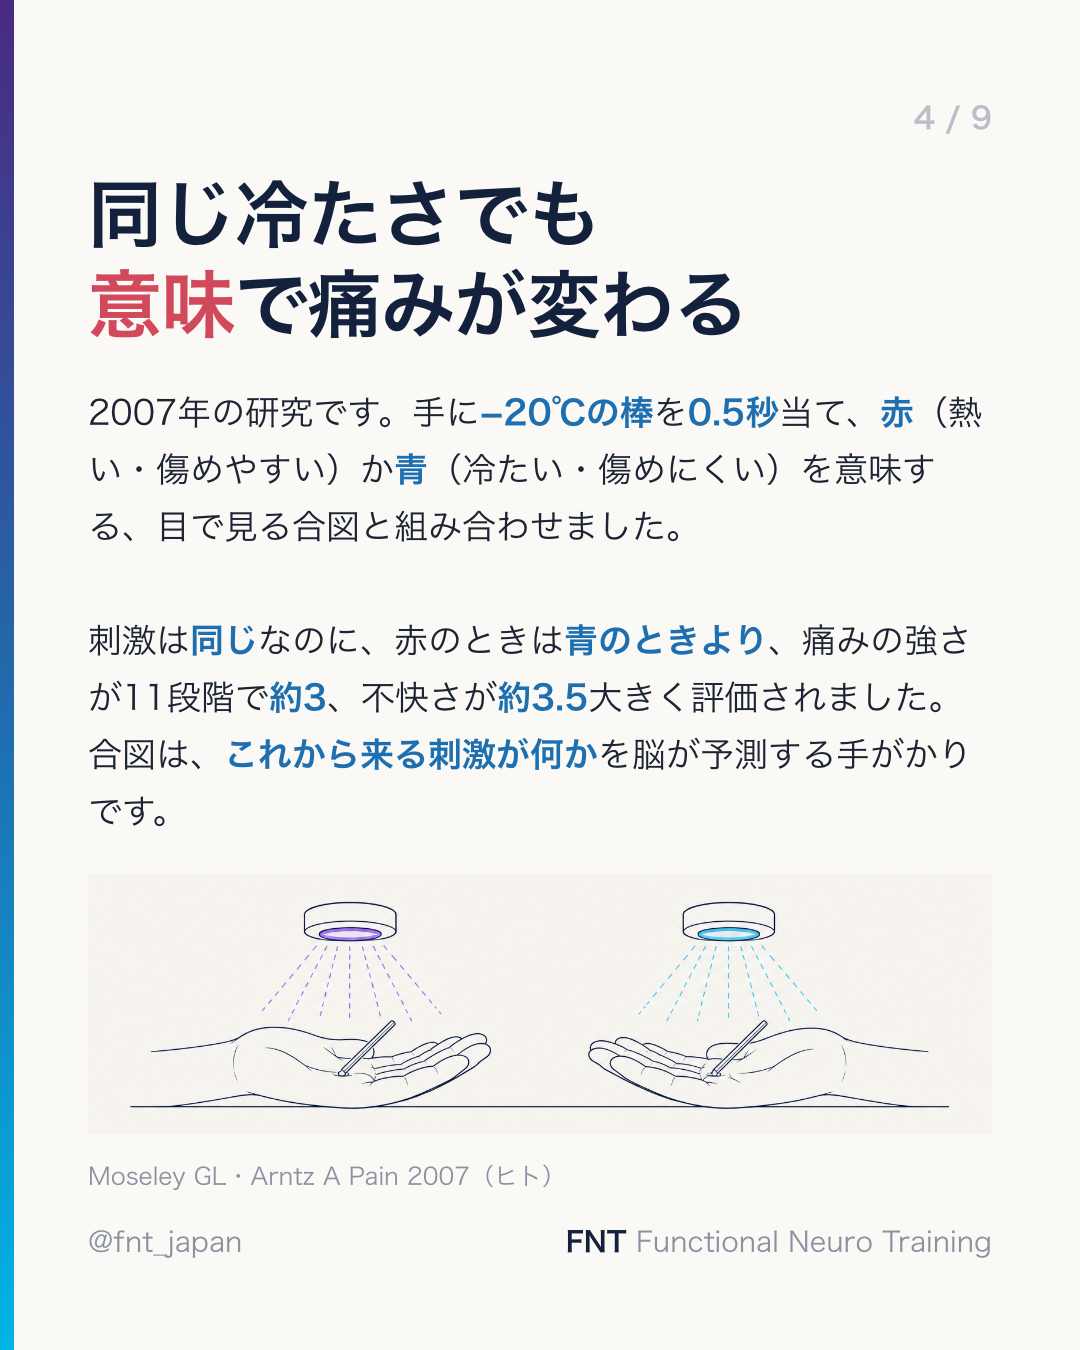 4 / 9
同じ冷たさでも
意味で痛みが変わる
2007年の研究です。手に–20℃の棒を0.5秒当て、赤（熱
い・傷めやすい）か青（冷たい・傷めにくい）を意味す
る、目で見る合図と組み合わせました。
刺激は同じなのに、赤のときは青のときより、痛みの強さ
が11段階で約3、不快さが約3.5大きく評価されました。
合図は、これから来る刺激が何かを脳が予測する手がかり
です。
Moseley GL・Arntz A Pain 2007（ヒト）
@fnt_japan
FNT Functional Neuro Training